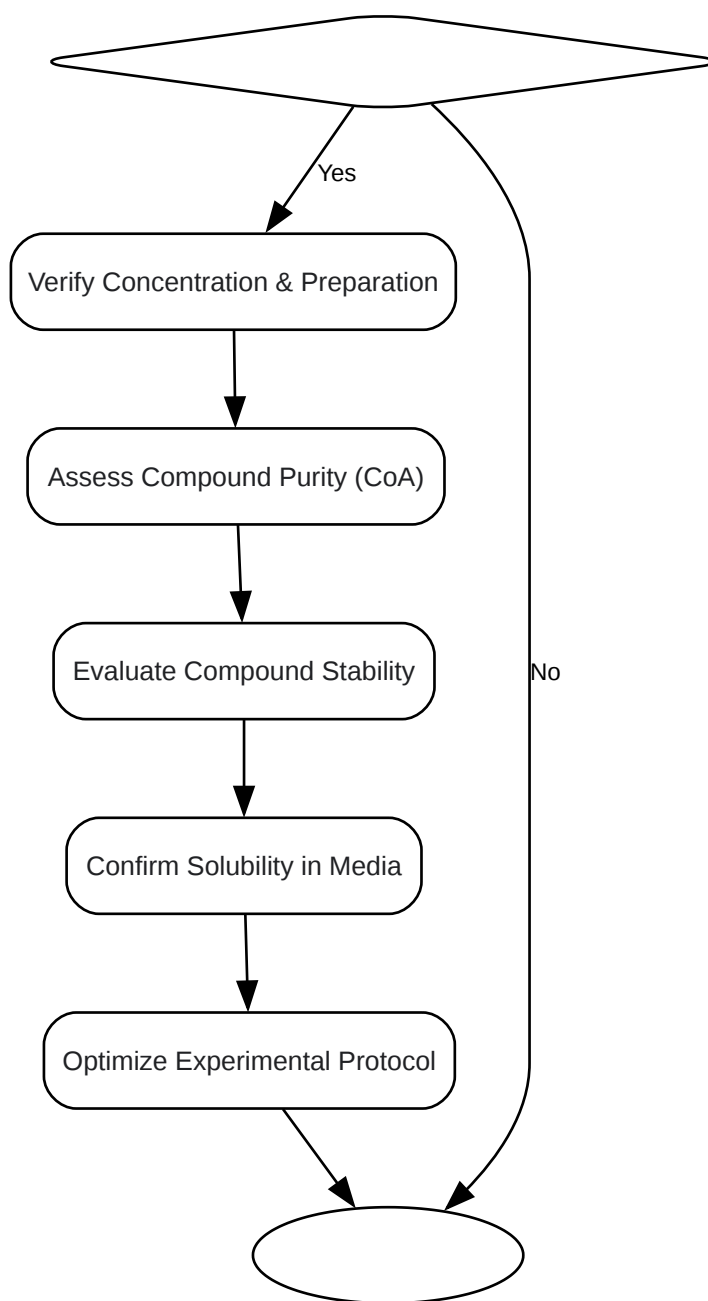 Yes
Verify Concentration & Preparation
Assess Compound Purity (CoA)
Evaluate Compound Stability
No
Confirm Solubility in Media
Optimize Experimental Protocol